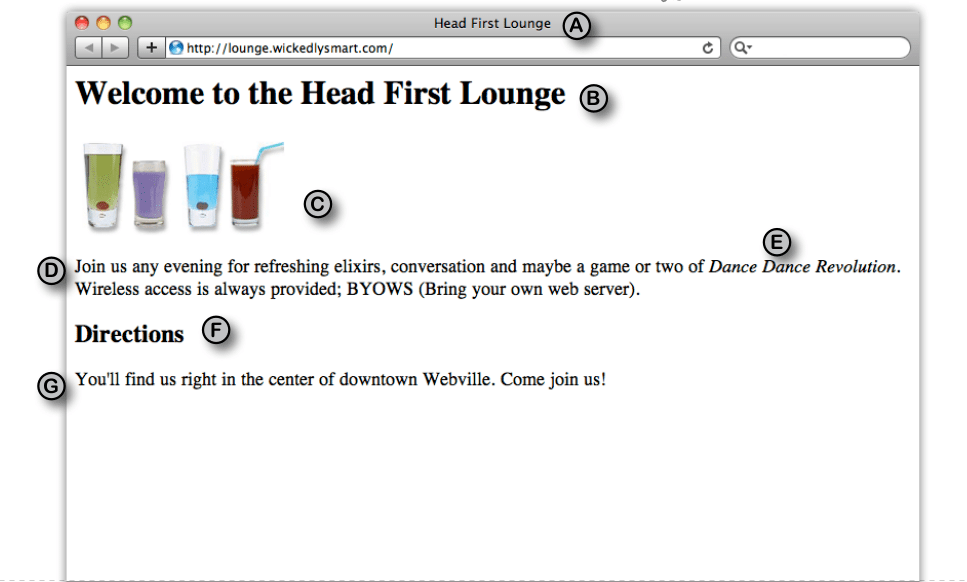 Head First Lounge A
+ http://lounge.wickedlysmart.com/
Welcome to the Head First Lounge B
C
E
D Join us any evening for refreshing elixirs, conversation and maybe a game or two of Dance Dance Revolution.
Wireless access is always provided; BYOWS (Bring your own web server).
Directions F
G You'll find us right in the center of downtown Webville. Come join us!